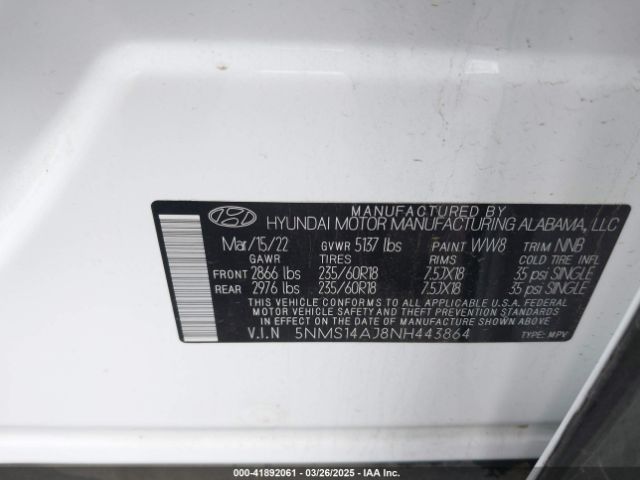 MANUFACTURED BY
HYUNDAI MOTOR MANUFACTURING ALABAMA, LLC
Mar/15/22 GVWR 5137 lbs PAINT WW8 TRIM NNB
GAWR TIRES RIMS COLD TIRE INFL
FRONT 2866 lbs 235/60R18 7.5JX18 35 psi SINGLE
REAR 2976 lbs 235/60R18 7.5JX18 35 psi SINGLE
THIS VEHICLE CONFORMS TO ALL APPLICABLE U.S.A. FEDERAL
MOTOR VEHICLE SAFETY AND THEFT PREVENTION STANDARDS
IN EFFECT ON THE DATE OF MANUFACTURE SHOWN ABOVE.
V.I.N 5NMS14AJ8NH443864 TYPE: MPV
000-41892061 - 03/26/2025 - IAA Inc.